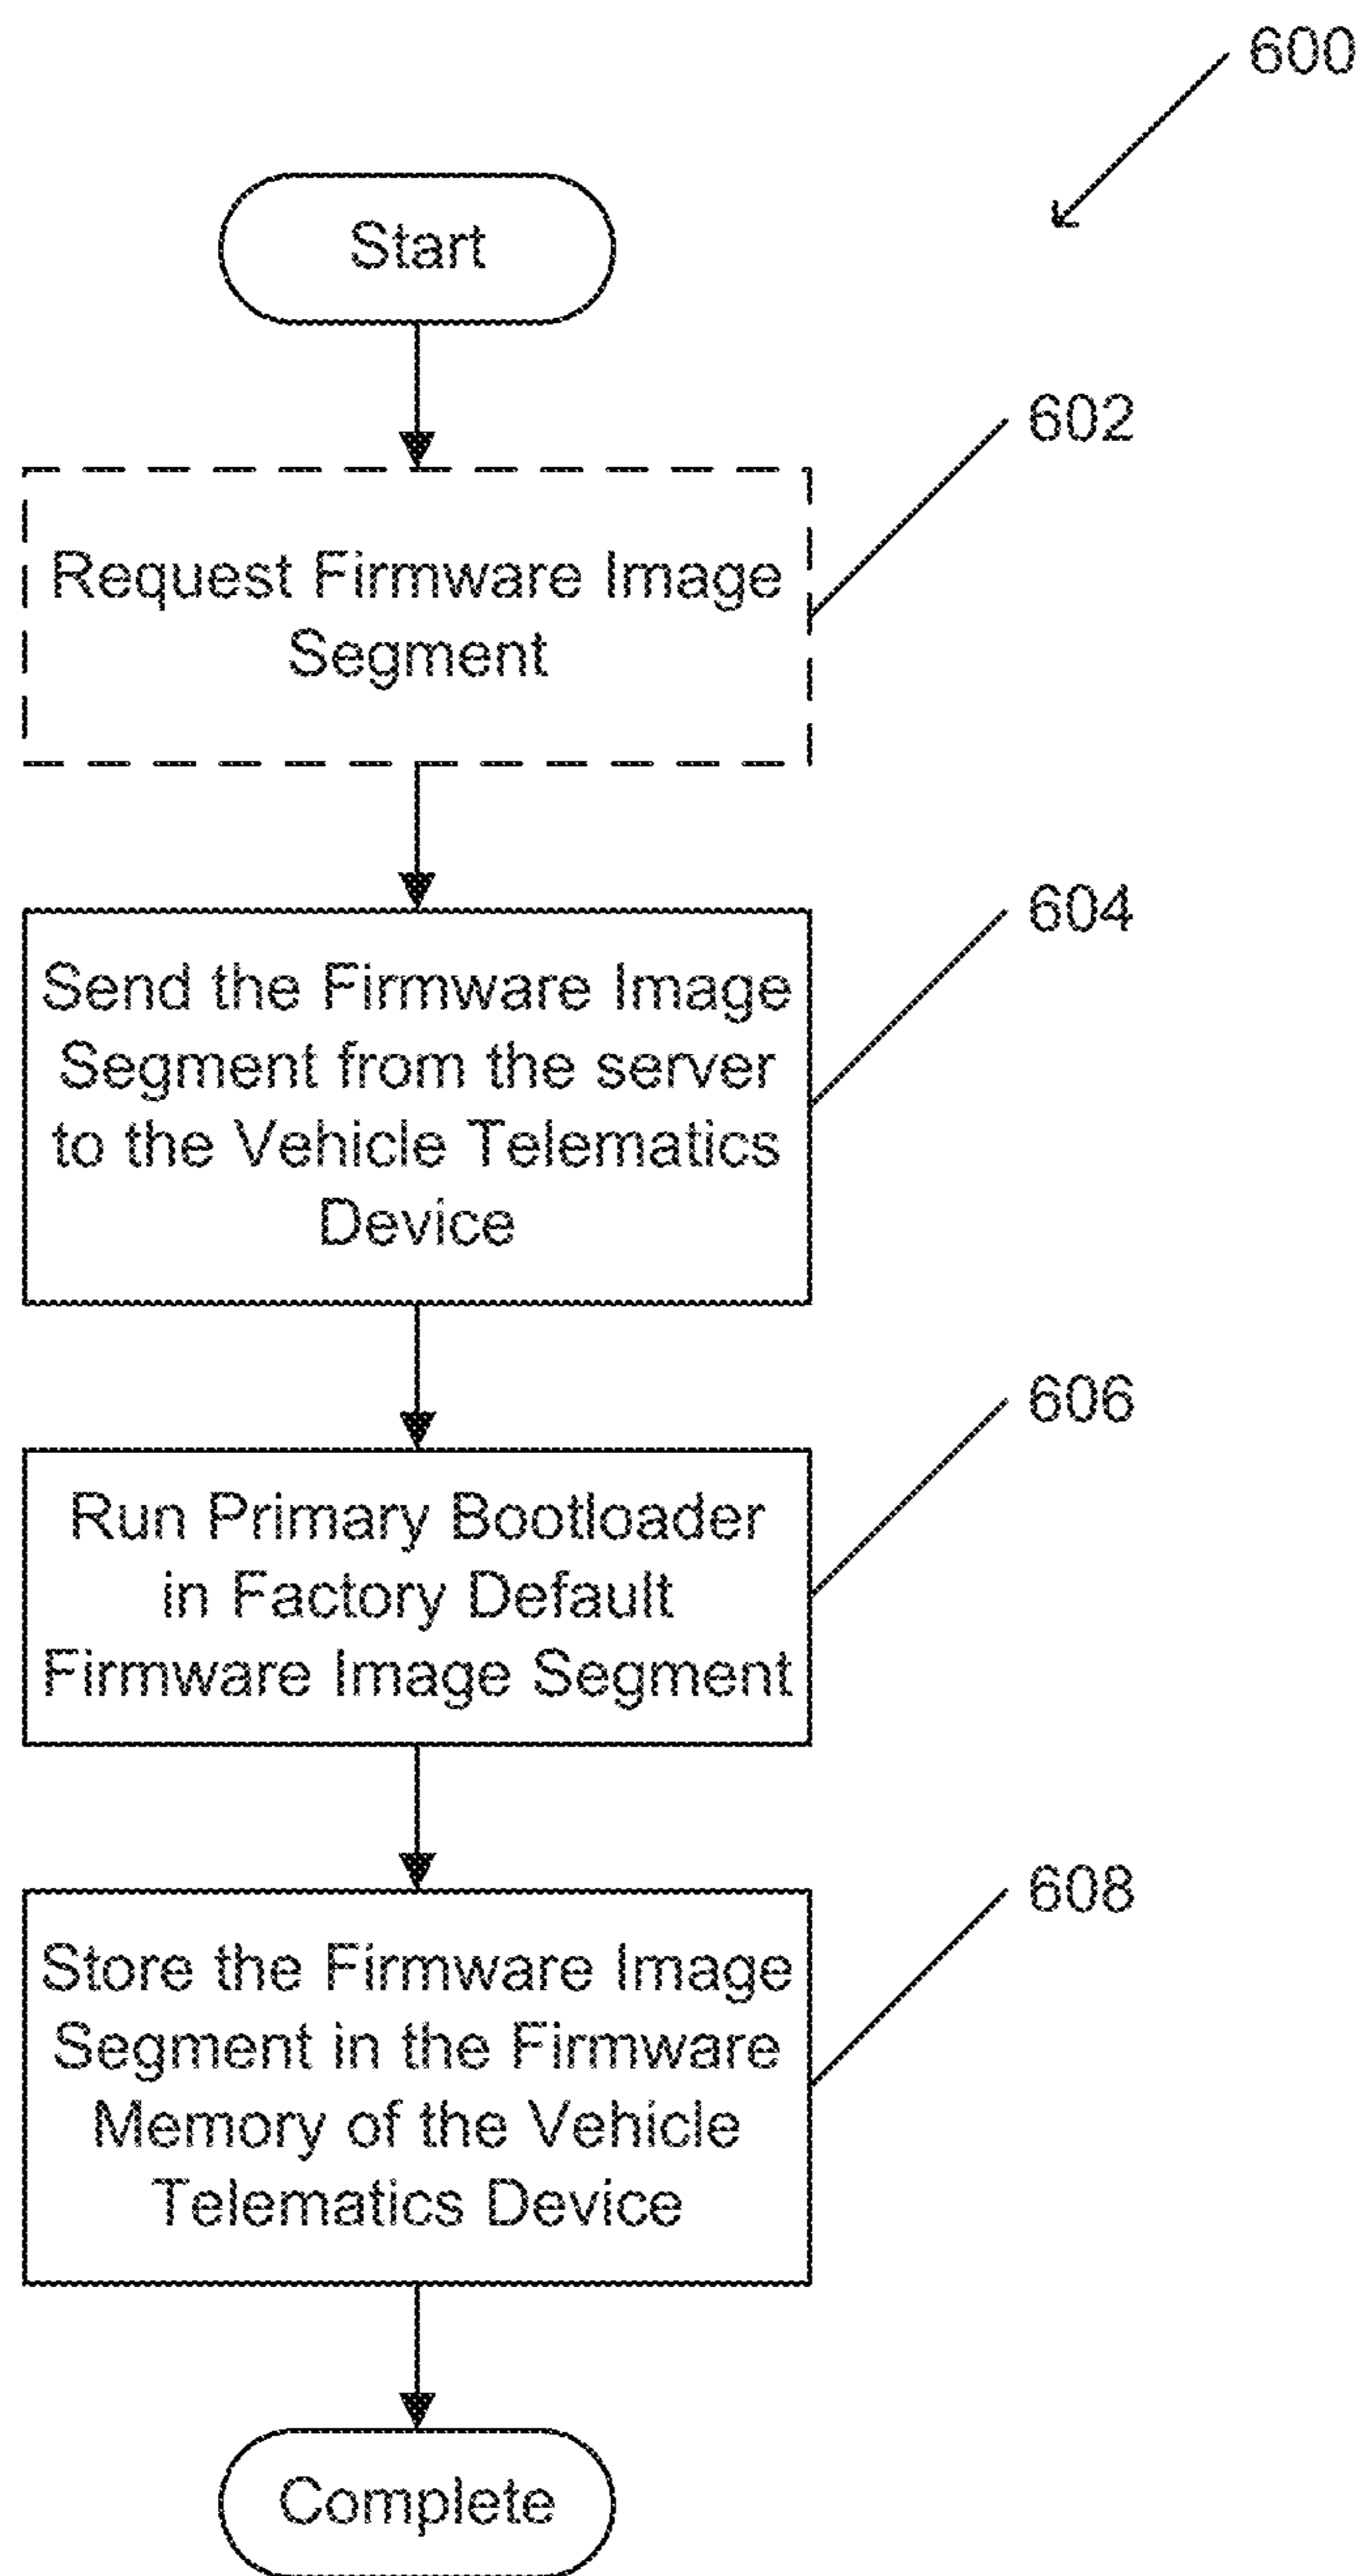 600
Start
602
Request Firmware Image
Segment
604
Send the Firmware Image
Segment from the server
to the Vehicle Telematics
Device
606
Run Primary Bootloader
in Factory Default
Firmware Image Segment
608
Store the Firmware Image
Segment in the Firmware
Memory of the Vehicle
Telematics Device
Complete